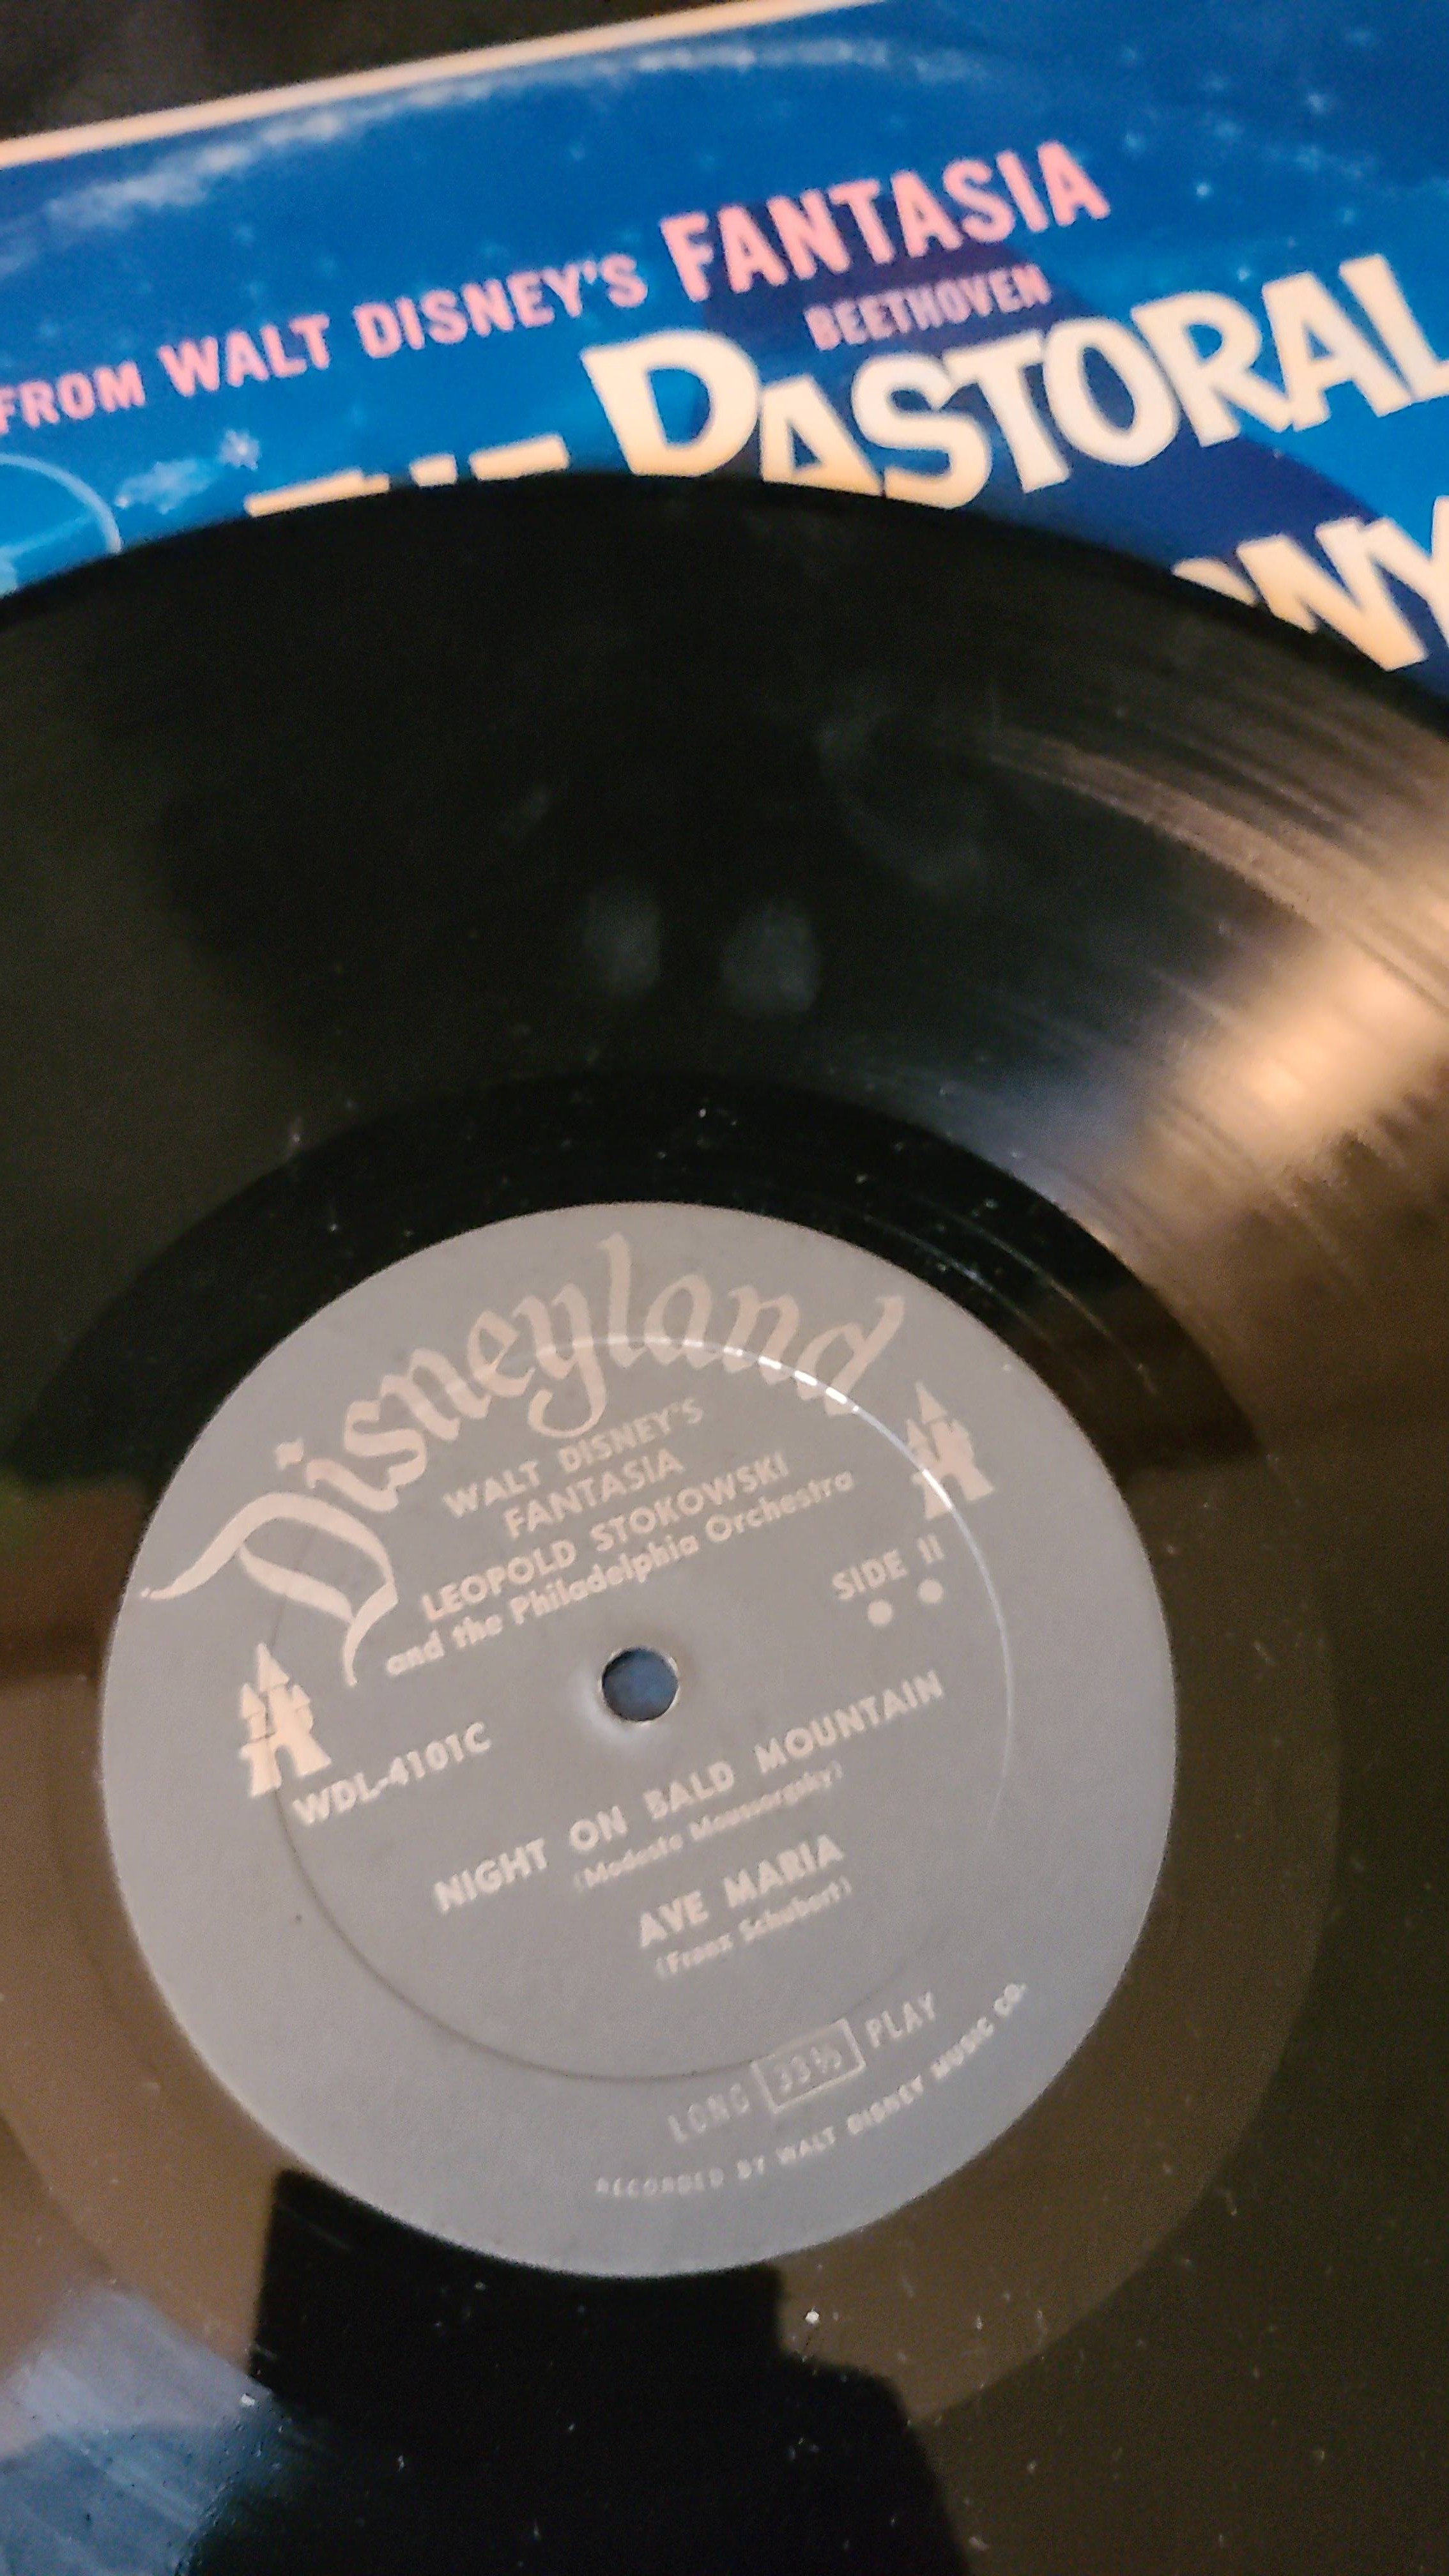 FROM WALT DISNEY'S FANTASIA
BEETHOVEN
PASTORAL
Disneyland
WALT DISNEY'S
FANTASIA
LEOPOLD STOKOWSKI
and the Philadelphia Orchestra
SIDE II
WDL-4101C
NIGHT ON BALD MOUNTAIN
(Modeste Moussorgsky)
AVE MARIA
(Franz Schubert)
LONG 33⅓ PLAY
RECORDED BY WALT DISNEY MUSIC CO.